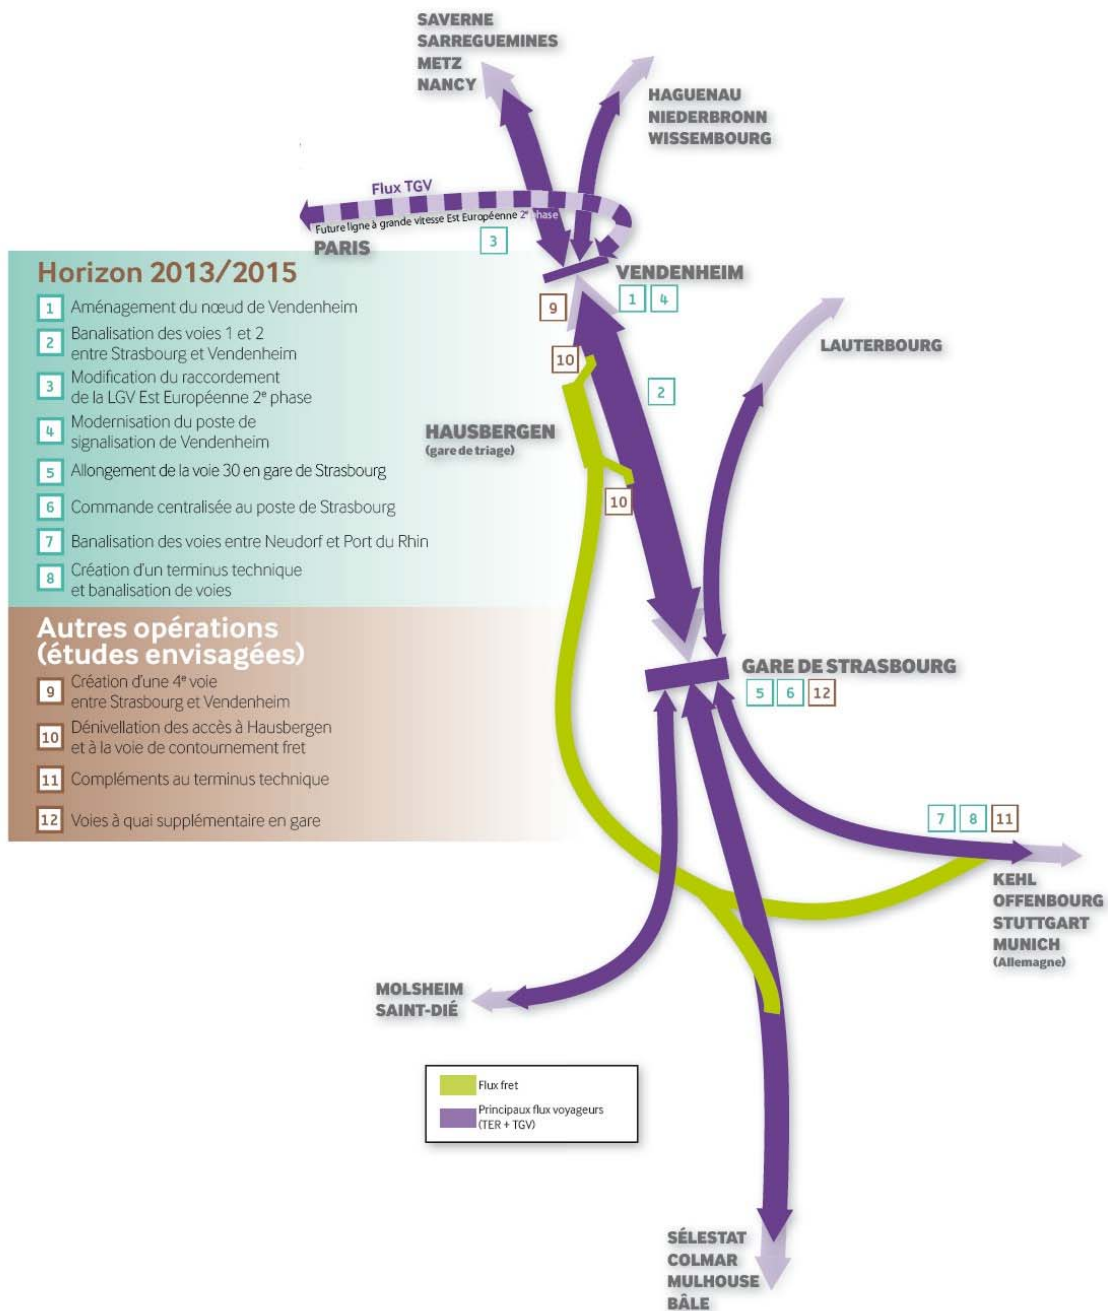 SAVERNE
SARREGUEMINES
METZ
NANCY
HAGUENAU
NIEDERBRONN
WISSEMBOURG
Flux TGV
Future ligne à grande vitesse Est Européenne 2e phase
PARIS
3
Horizon 2013/2015
1 Aménagement du nœud de Vendenheim
2 Banalisation des voies 1 et 2
entre Strasbourg et Vendenheim
3 Modification du raccordement
de la LGV Est Européenne 2e phase
4 Modernisation du poste de
signalisation de Vendenheim
5 Allongement de la voie 30 en gare de Strasbourg
6 Commande centralisée au poste de Strasbourg
7 Banalisation des voies entre Neudorf et Port du Rhin
8 Création d'un terminus technique
et banalisation de voies
Autres opérations
(études envisagées)
9 Création d'une 4e voie
entre Strasbourg et Vendenheim
10 Dénivellation des accès à Hausbergen
et à la voie de contournement fret
11 Compléments au terminus technique
12 Voies à quai supplémentaire en gare
VENDENHEIM
1 4
9
10
2
LAUTERBOURG
HAUSBERGEN
(gare de triage)
10
GARE DE STRASBOURG
5 6 12
7 8 11
KEHL
OFFENBOURG
STUTTGART
MUNICH
(Allemagne)
MOLSHEIM
SAINT-DIÉ
Flux fret
Principaux flux voyageurs
(TER + TGV)
SÉLESTAT
COLMAR
MULHOUSE
BÂLE